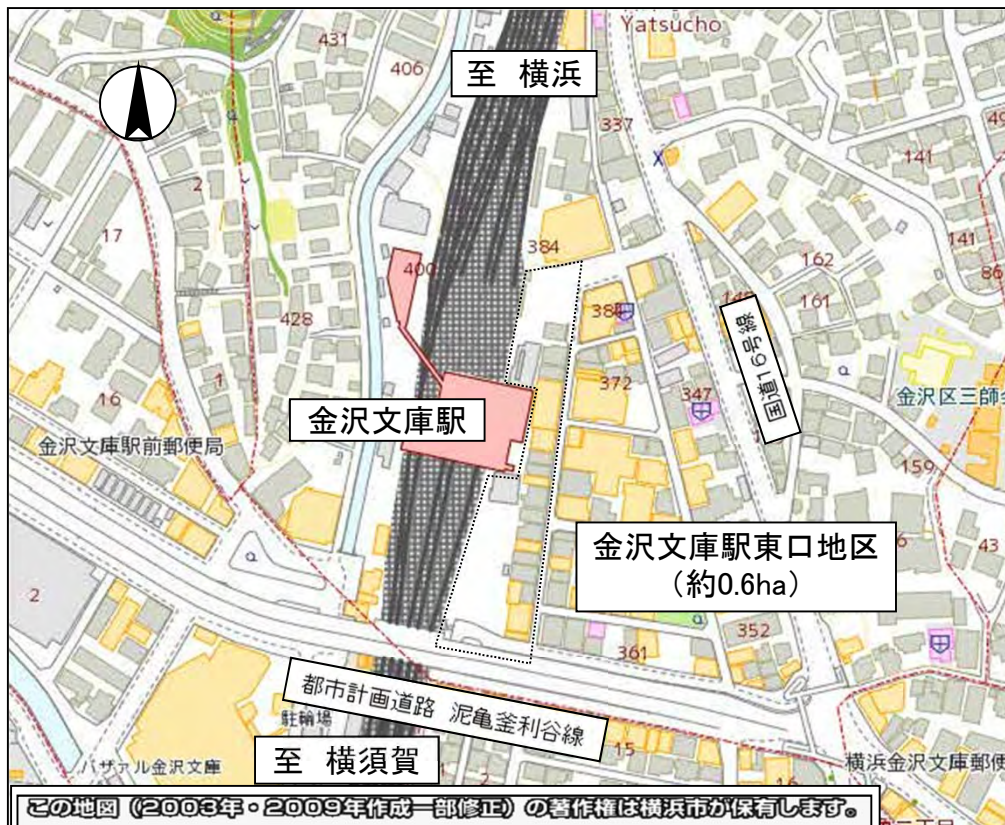 Yatsucho
431
406
至 横浜
337
2
141
49
17
384
141
162
86
400
161
428
国道16号線
372
347
金沢区三師会
1
16
金沢文庫駅
金沢文庫駅前郵便局
159
金沢文庫駅東口地区
(約0.6ha)
43
2
352
361
都市計画道路 泥亀釜利谷線
駐輪場
15
至 横須賀
バザァル金沢文庫
2
16
横浜金沢文庫郵便
この地図(2003年・2009年作成一部修正)の著作権は横浜市が保有します。